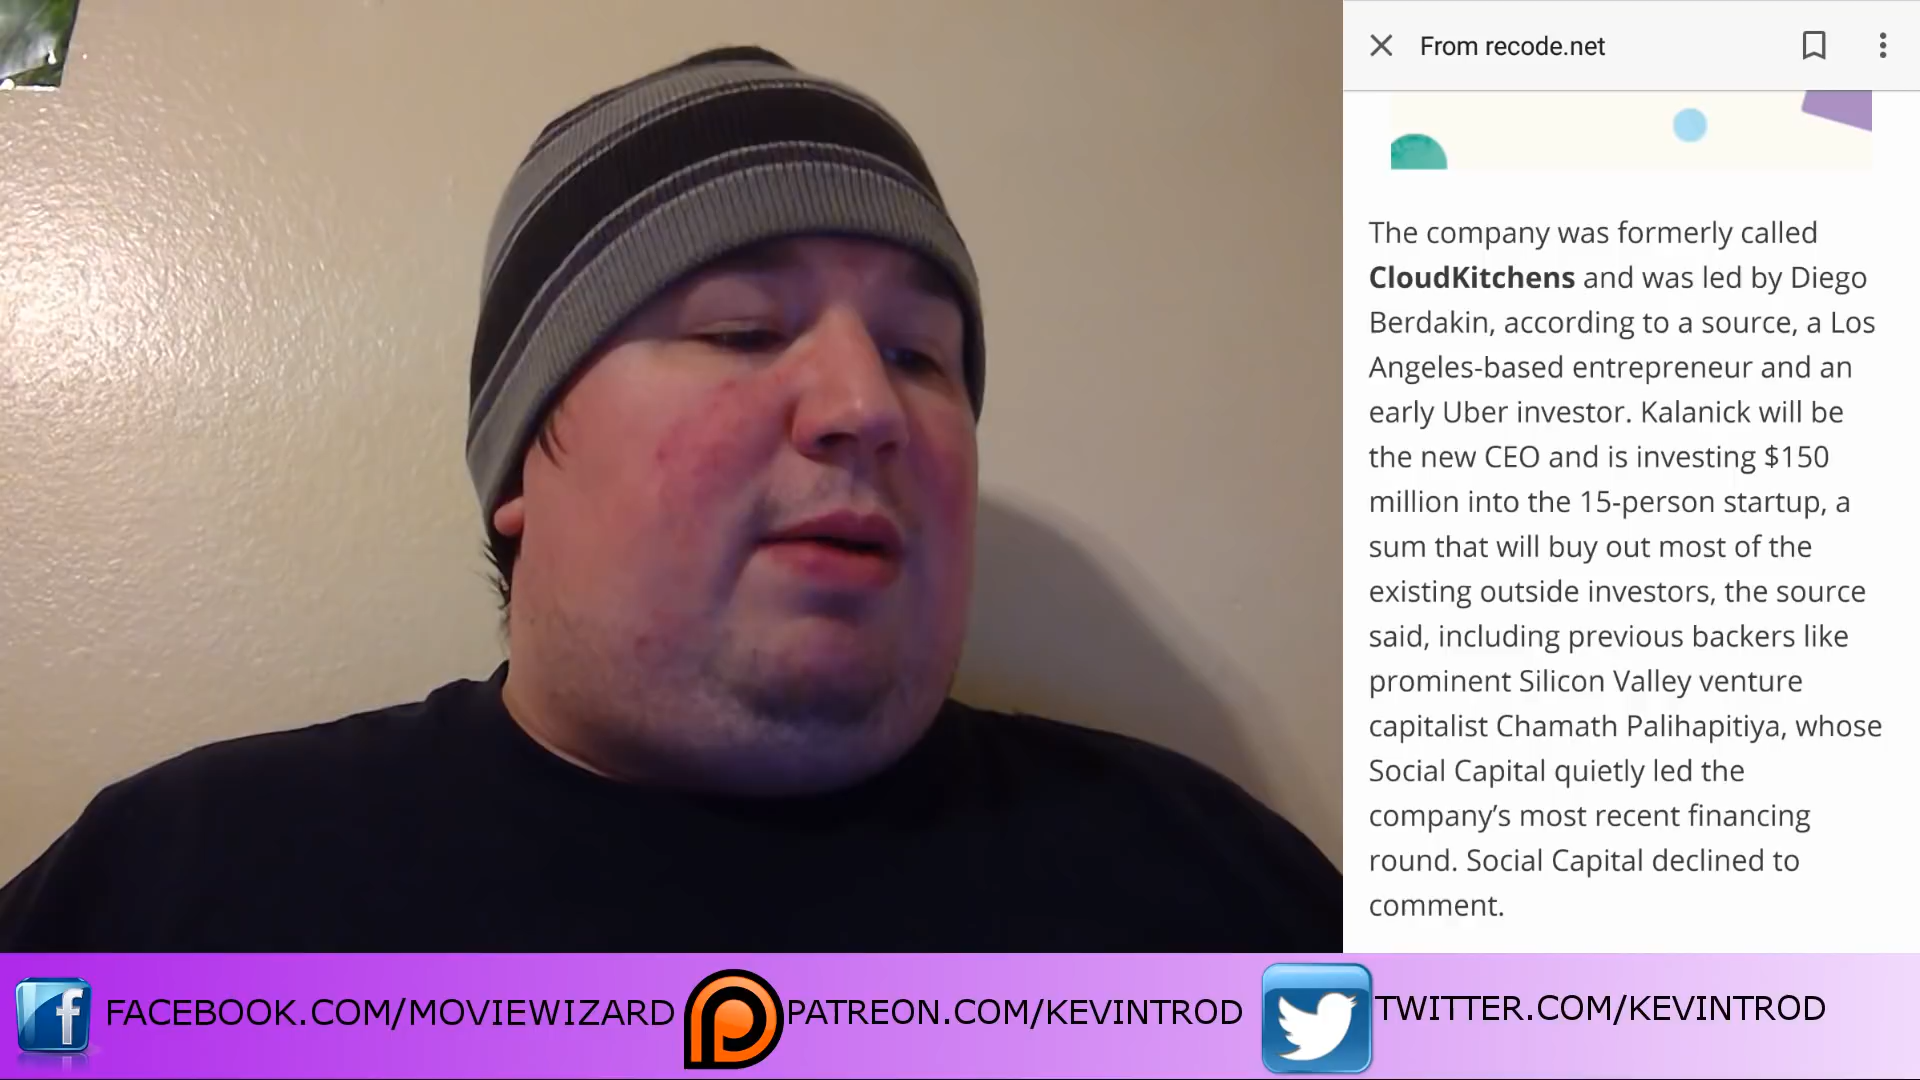 From recode.net
The company was formerly called
CloudKitchens and was led by Diego
Berdakin, according to a source, a Los
Angeles-based entrepreneur and an
early Uber investor. Kalanick will be
the new CEO and is investing $150
million into the 15-person startup, a
sum that will buy out most of the
existing outside investors, the source
said, including previous backers like
prominent Silicon Valley venture
capitalist Chamath Palihapitiya, whose
Social Capital quietly led the
company’s most recent financing
round. Social Capital declined to
comment.
FACEBOOK.COM/MOVIEWIZARD
PATREON.COM/KEVINTROD
TWITTER.COM/KEVINTROD